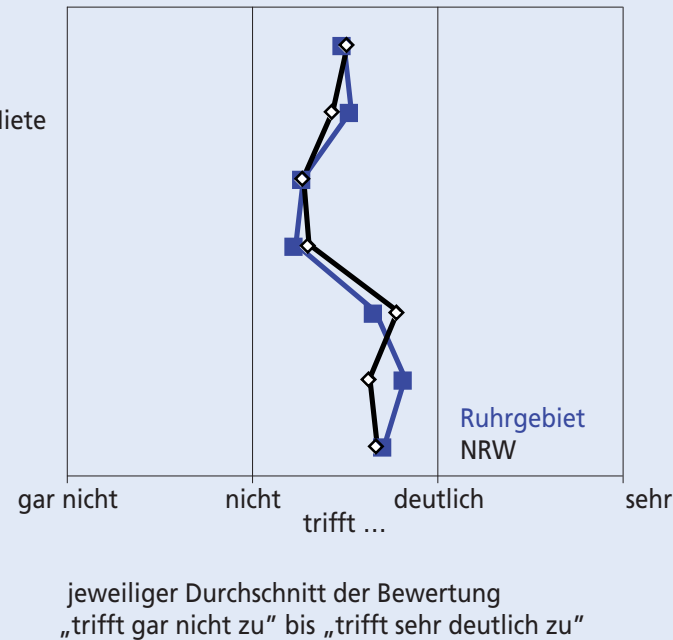 Ruhrgebiet
NRW
gar nicht nicht deutlich sehr
trifft ...
jeweiliger Durchschnitt der Bewertung
„trifft gar nicht zu” bis „trifft sehr deutlich zu”